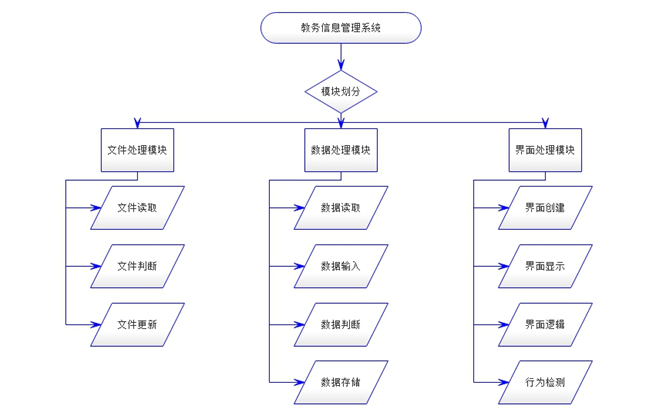 教务信息管理系统
模块划分
文件处理模块
数据处理模块
界面处理模块
文件读取
数据读取
界面创建
文件判断
数据输入
界面显示
文件更新
数据判断
界面逻辑
数据存储
行为检测